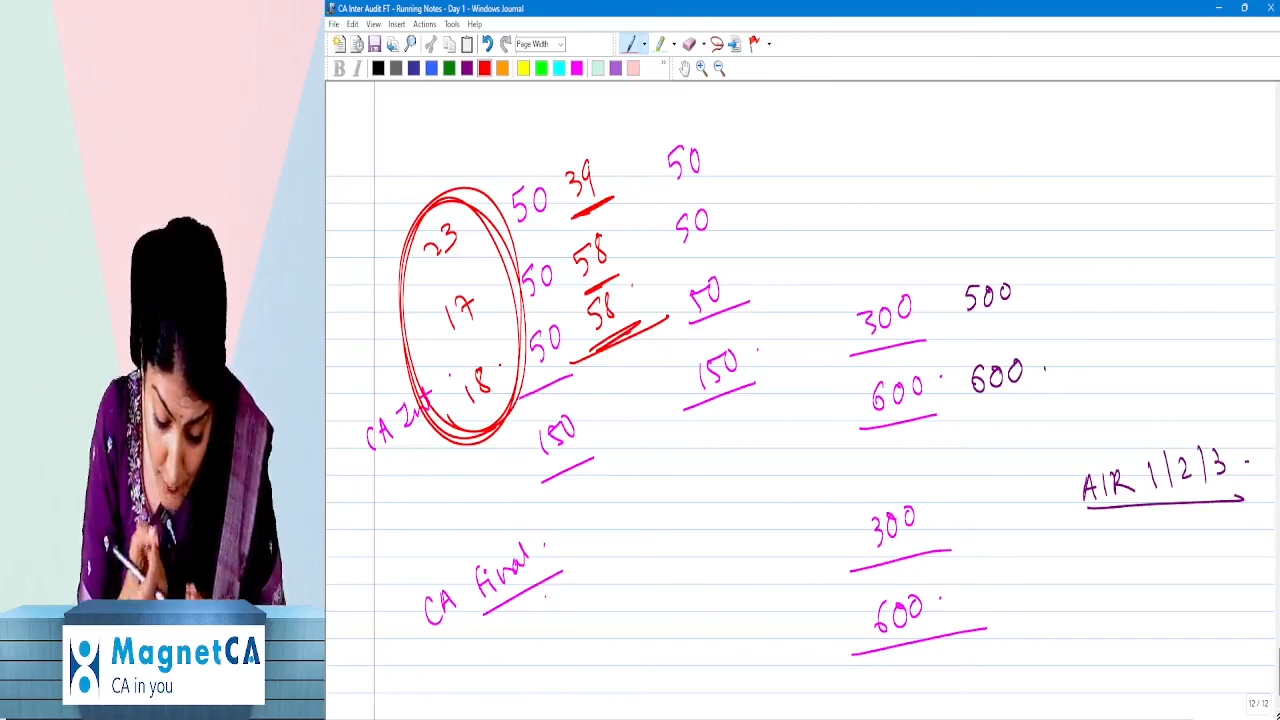 CA Inter Audit FT - Running Notes - Day 1 - Windows Journal
File Edit View Insert Actions Tools Help
Page Width
B I
50 39 50
23 50
50 58
17 50 300 500
50 58
18 150 600 600
CA Int
150
AIR 1/2/3
300
CA Final
600
MagnetCA
CA in you
12 / 12